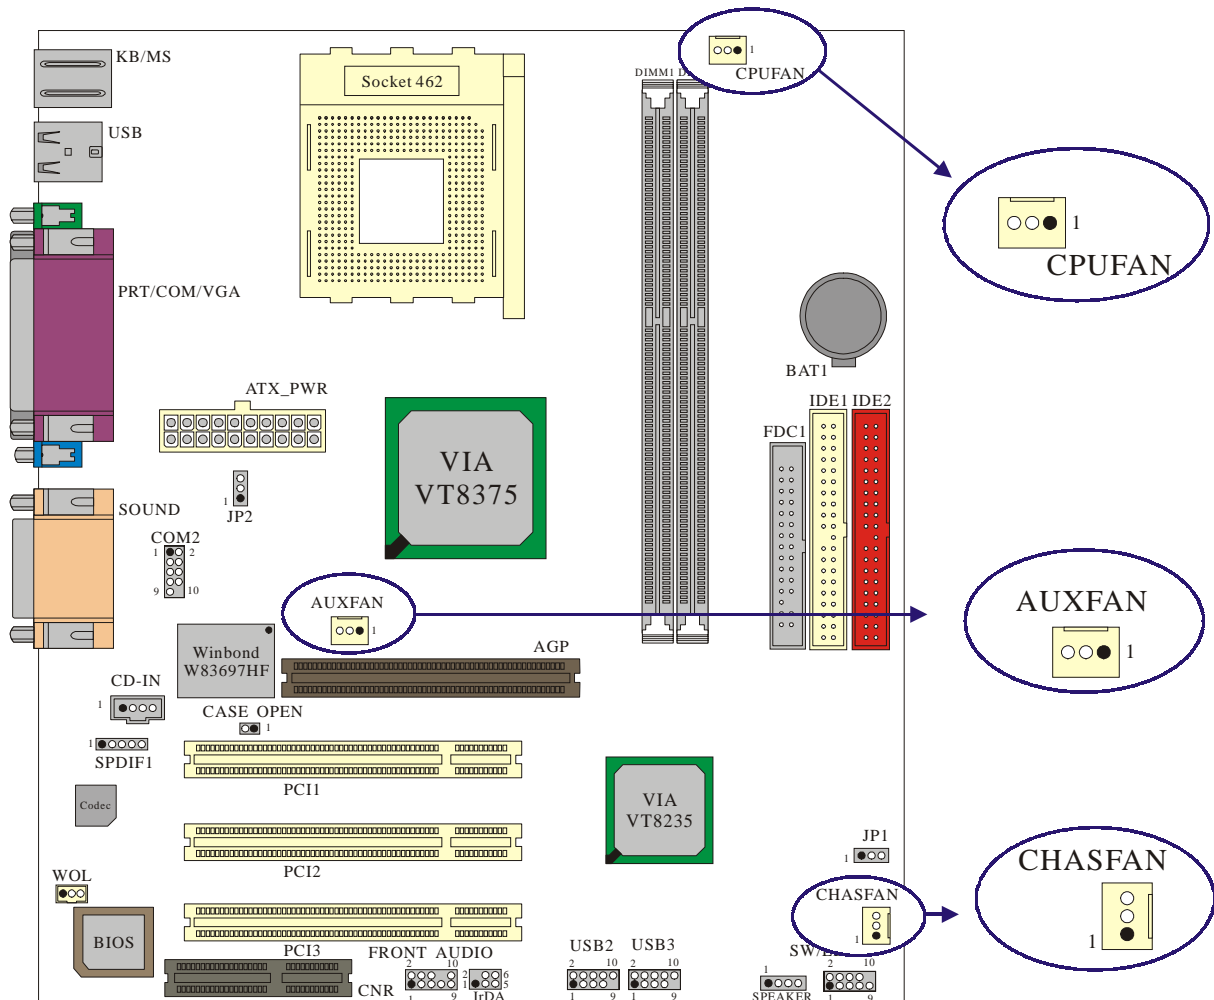 KB/MS
USB
PRT/COM/VGA
SOUND
Socket 462
DIMM1
1
CPUFAN
1
CPUFAN
BAT1
ATX_PWR
1
JP2
COM2
1 2
9 10
VIA
VT8375
FDC1
IDE1
IDE2
AUXFAN
1
AUXFAN
1
Winbond
W83697HF
AGP
CD-IN
1
CASE OPEN
1
1
SPDIF1
PCI1
Codec
VIA
VT8235
PCI2
JP1
1
WOL
BIOS
PCI3
CHASFAN
1
CHASFAN
1
CNR
FRONT AUDIO
2 10
1 9
2 6
1 5
IrDA
USB2
2 10
1 9
USB3
2 10
1 9
1
SPEAKER
2 10
1 9